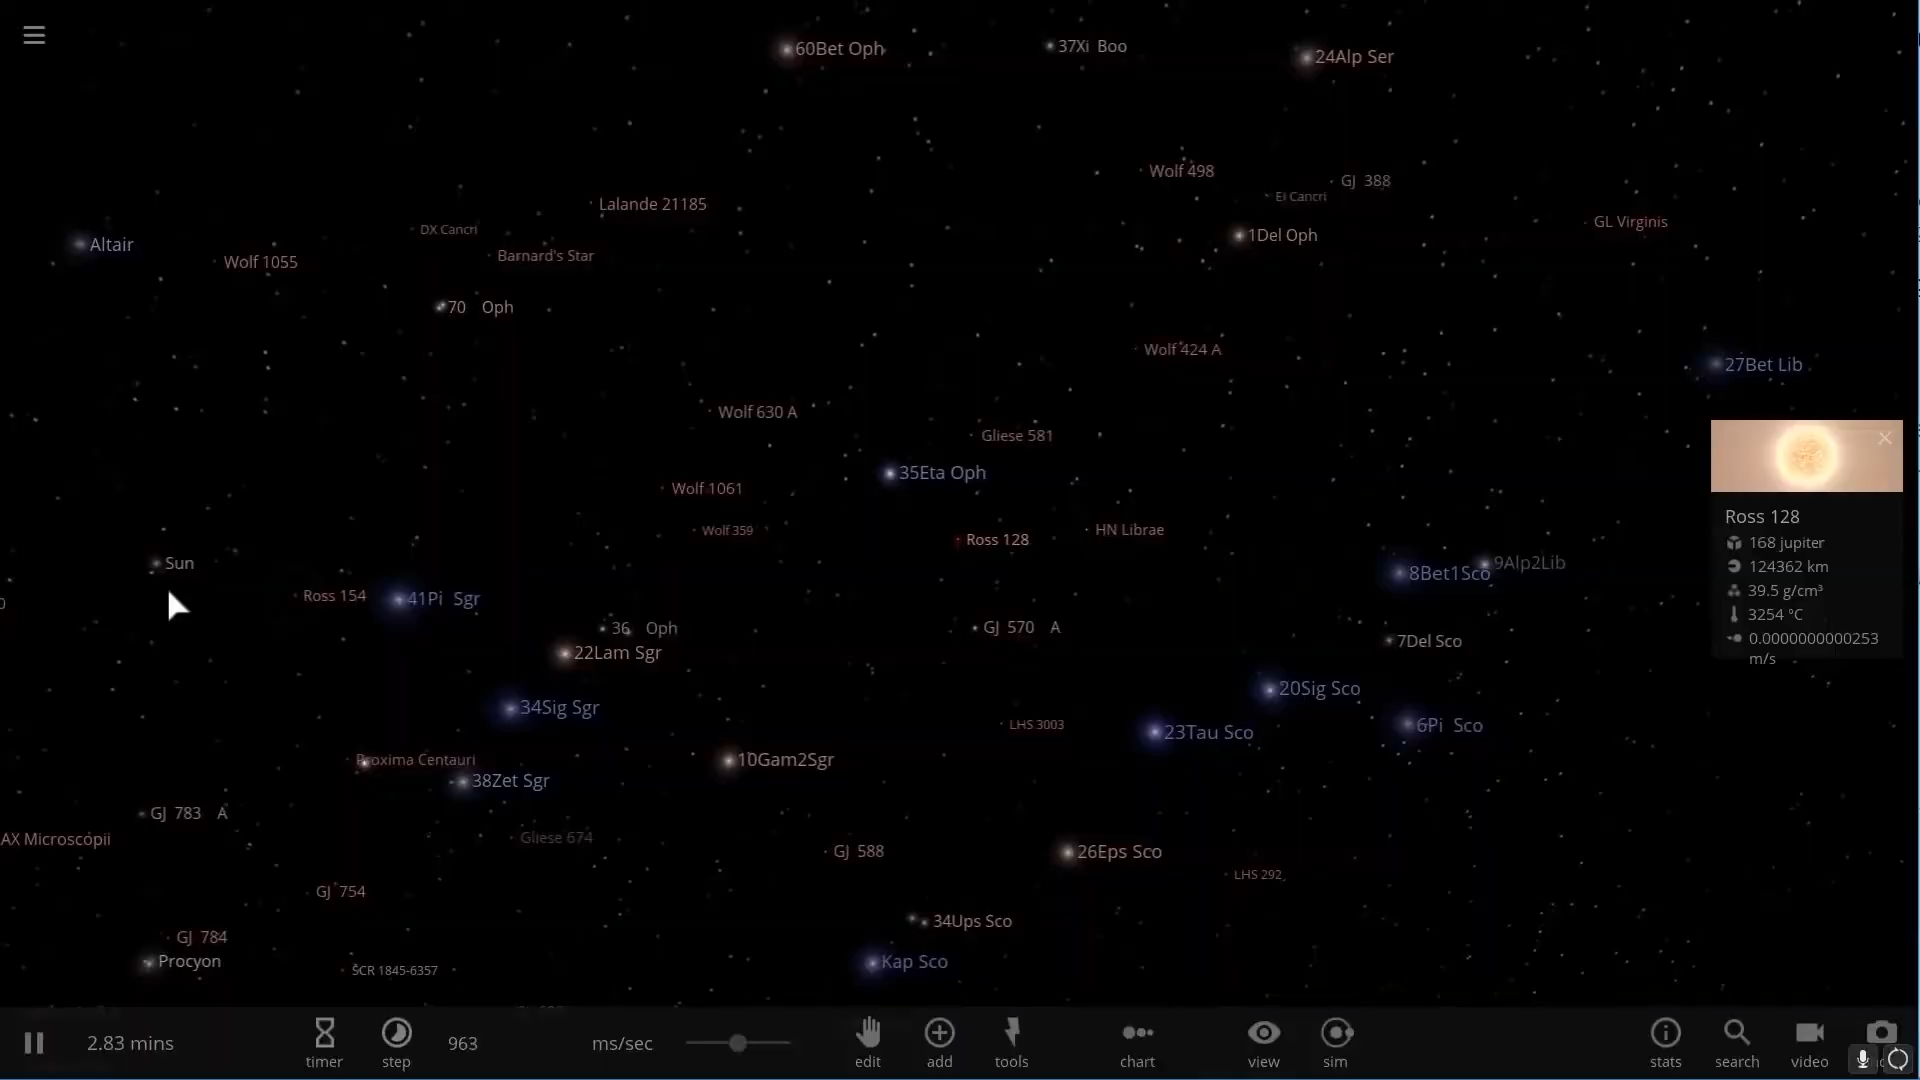 60Bet Oph
37Xi Boo
24Alp Ser
Wolf 498
GJ 388
EI Cancri
Lalande 21185
GL Virginis
DX Cancri
1Del Oph
Altair
Barnard's Star
Wolf 1055
70 Oph
Wolf 424 A
27Bet Lib
Wolf 630 A
Gliese 581
35Eta Oph
Wolf 1061
Wolf 359
HN Librae
Ross 128
Sun
9Alp2Lib
8Bet1Sco
Ross 154
41Pi Sgr
36 Oph
GJ 570 A
7Del Sco
22Lam Sgr
20Sig Sco
34Sig Sgr
LHS 3003
6Pi Sco
23Tau Sco
Proxima Centauri
10Gam2Sgr
38Zet Sgr
GJ 783 A
AX Microscopii
Gliese 674
GJ 588
26Eps Sco
LHS 292
GJ 754
34Ups Sco
GJ 784
Procyon
Kap Sco
SCR 1845-6357
Ross 128
168 jupiter
124362 km
39.5 g/cm³
3254 °C
0.0000000000253
m/s
2.83 mins
timer
step
963
ms/sec
edit
add
tools
chart
view
sim
stats
search
video